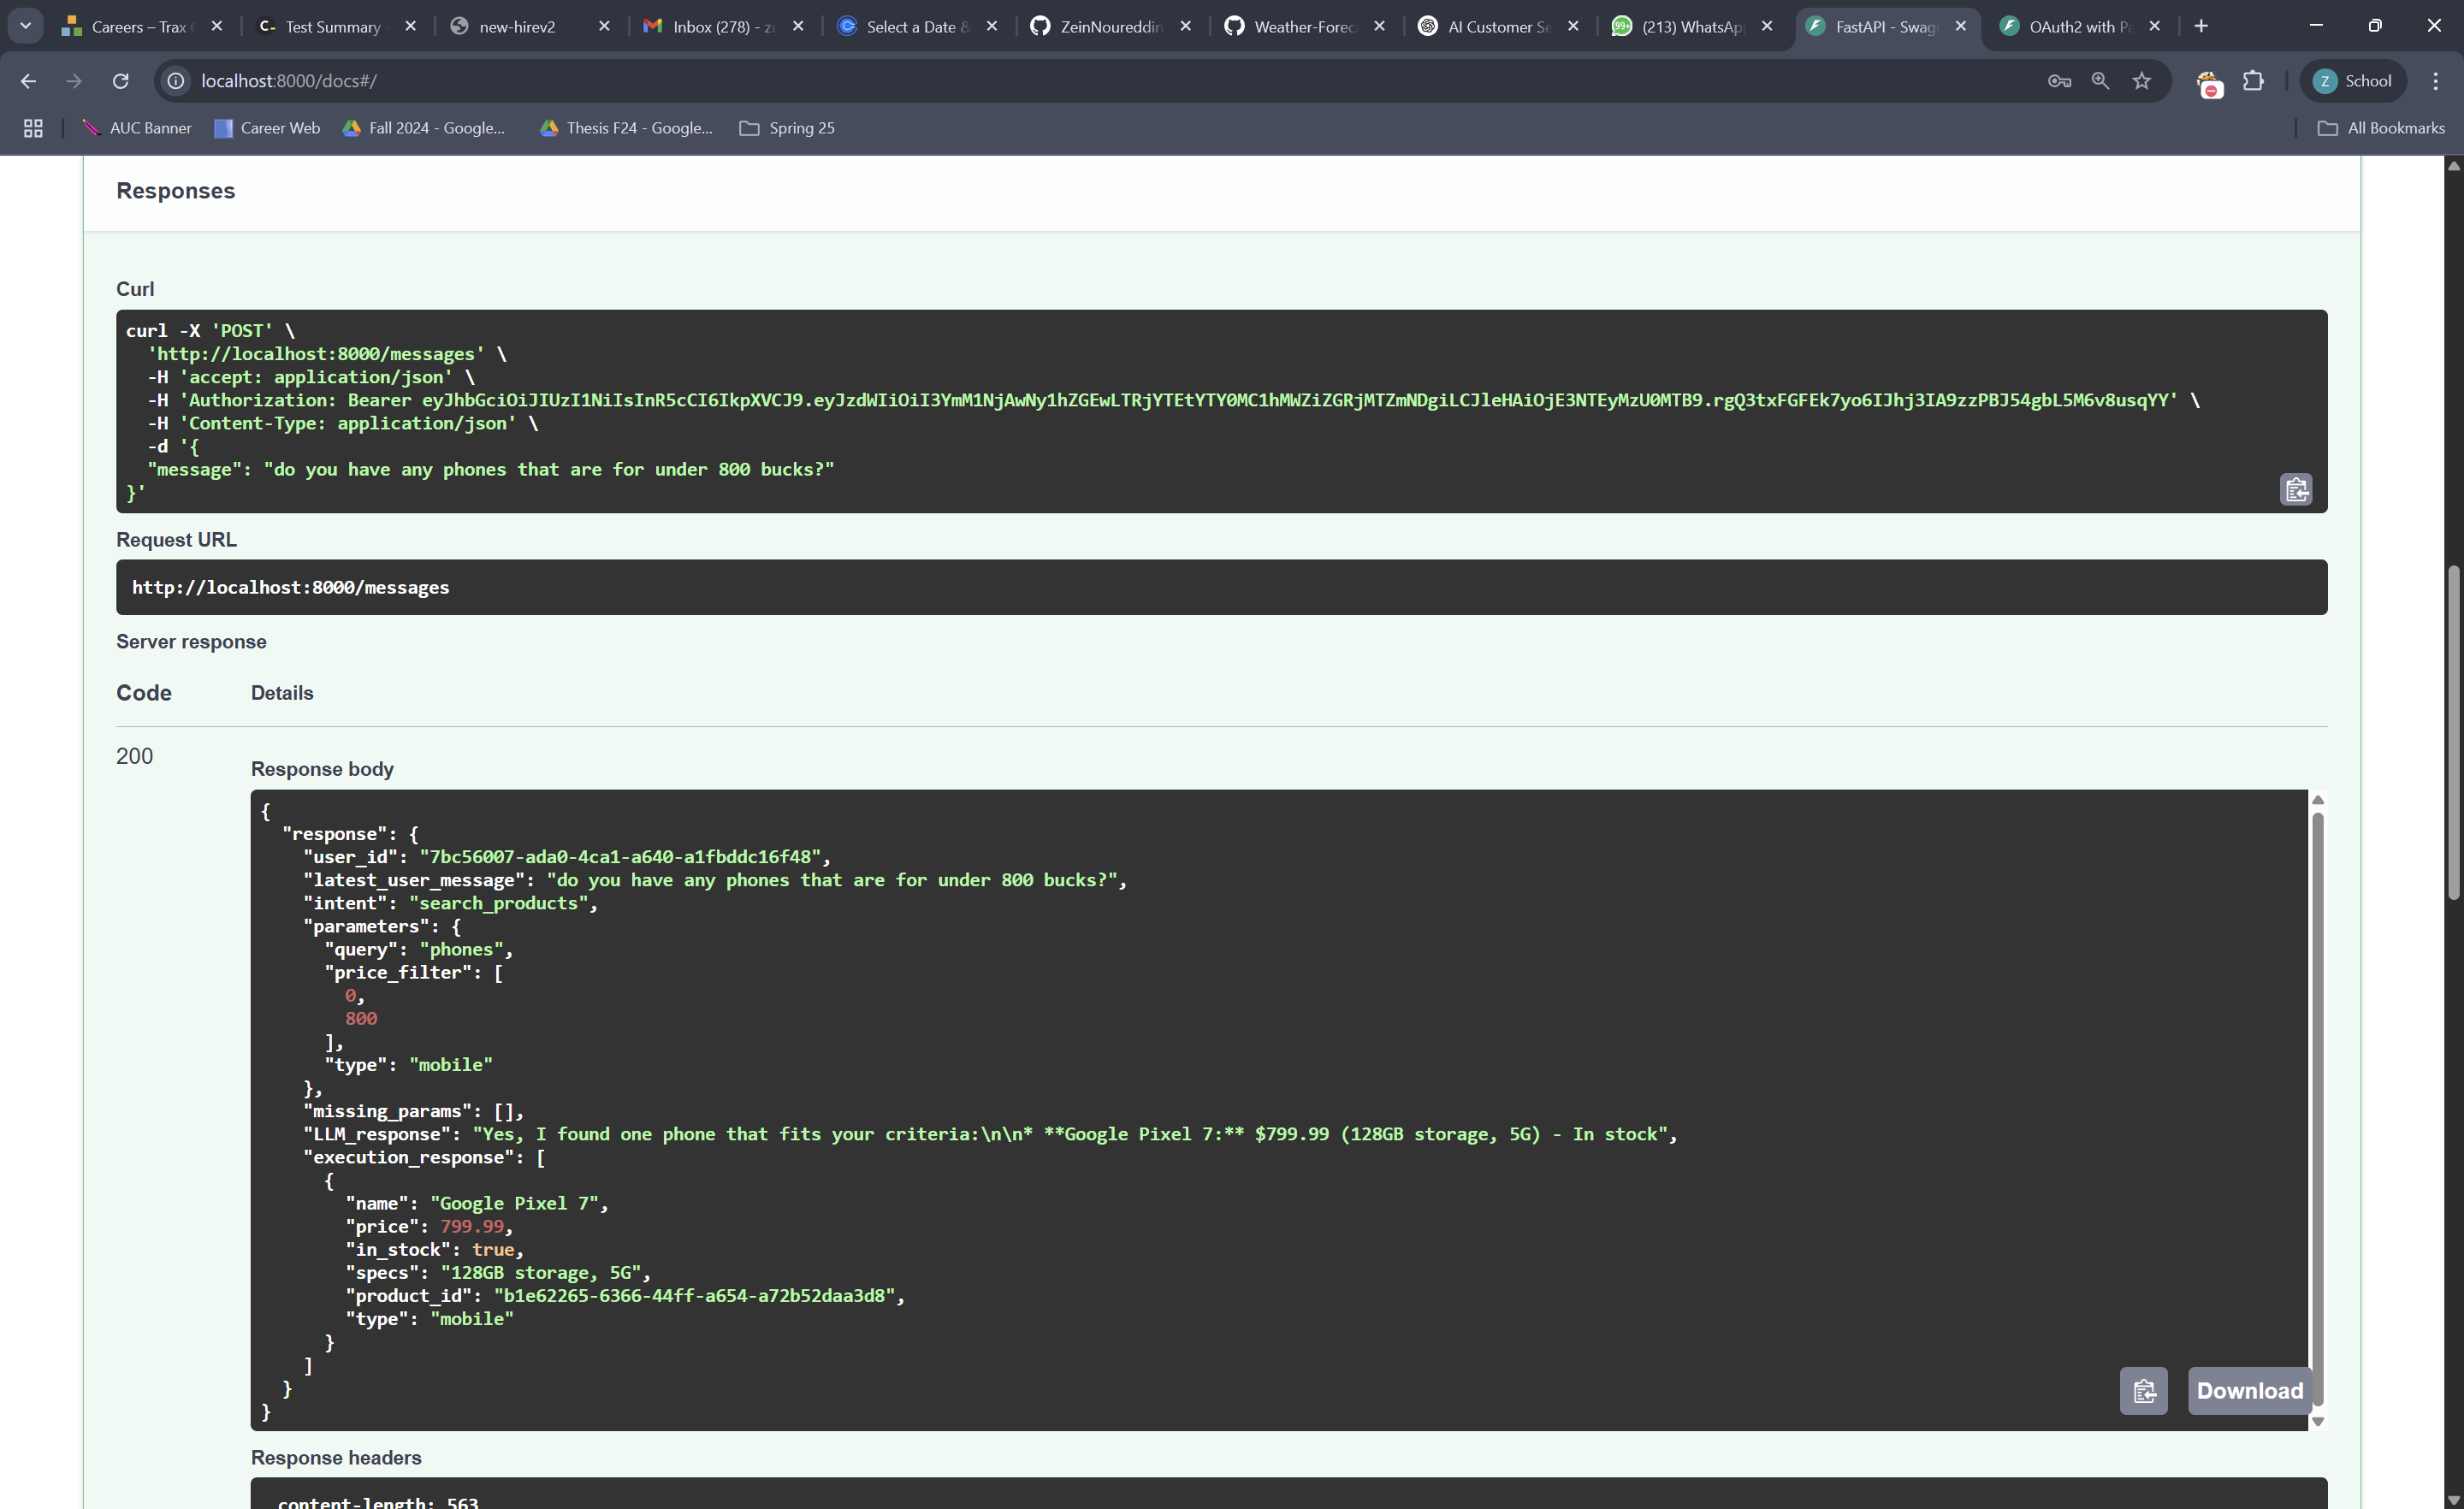 Careers – Trax
Test Summary
new-hirev2
Inbox (278) - ze
Select a Date &
ZeinNoureddin
Weather-Forec
AI Customer Se
(213) WhatsAp
FastAPI - Swag
OAuth2 with Pa
localhost:8000/docs#/
Z School
AUC Banner
Career Web
Fall 2024 - Google...
Thesis F24 - Google...
Spring 25
All Bookmarks
Responses
Curl
curl -X 'POST' \
'http://localhost:8000/messages' \
-H 'accept: application/json' \
-H 'Authorization: Bearer eyJhbGciOiJIUzI1NiIsInR5cCI6IkpXVCJ9.eyJzdWIiOiI3YmM1NjAwNy1hZGEwLTRjYTEtYTY0MC1hMWZiZGRjMTZmNDgiLCJleHAiOjE3NTEyMzU0MTB9.rgQ3txFGFEk7yo6IJhj3IA9zzPBJ54gbL5M6v8usqYY' \
-H 'Content-Type: application/json' \
-d '{
"message": "do you have any phones that are for under 800 bucks?"
}'
Request URL
http://localhost:8000/messages
Server response
Code Details
200
Response body
{
"response": {
"user_id": "7bc56007-ada0-4ca1-a640-a1fbddc16f48",
"latest_user_message": "do you have any phones that are for under 800 bucks?",
"intent": "search_products",
"parameters": {
"query": "phones",
"price_filter": [
0,
800
],
"type": "mobile"
},
"missing_params": [],
"LLM_response": "Yes, I found one phone that fits your criteria:\n\n* **Google Pixel 7:** $799.99 (128GB storage, 5G) - In stock",
"execution_response": [
{
"name": "Google Pixel 7",
"price": 799.99,
"in_stock": true,
"specs": "128GB storage, 5G",
"product_id": "b1e62265-6366-44ff-a654-a72b52daa3d8",
"type": "mobile"
}
]
}
}
Download
Response headers
content-length: 563